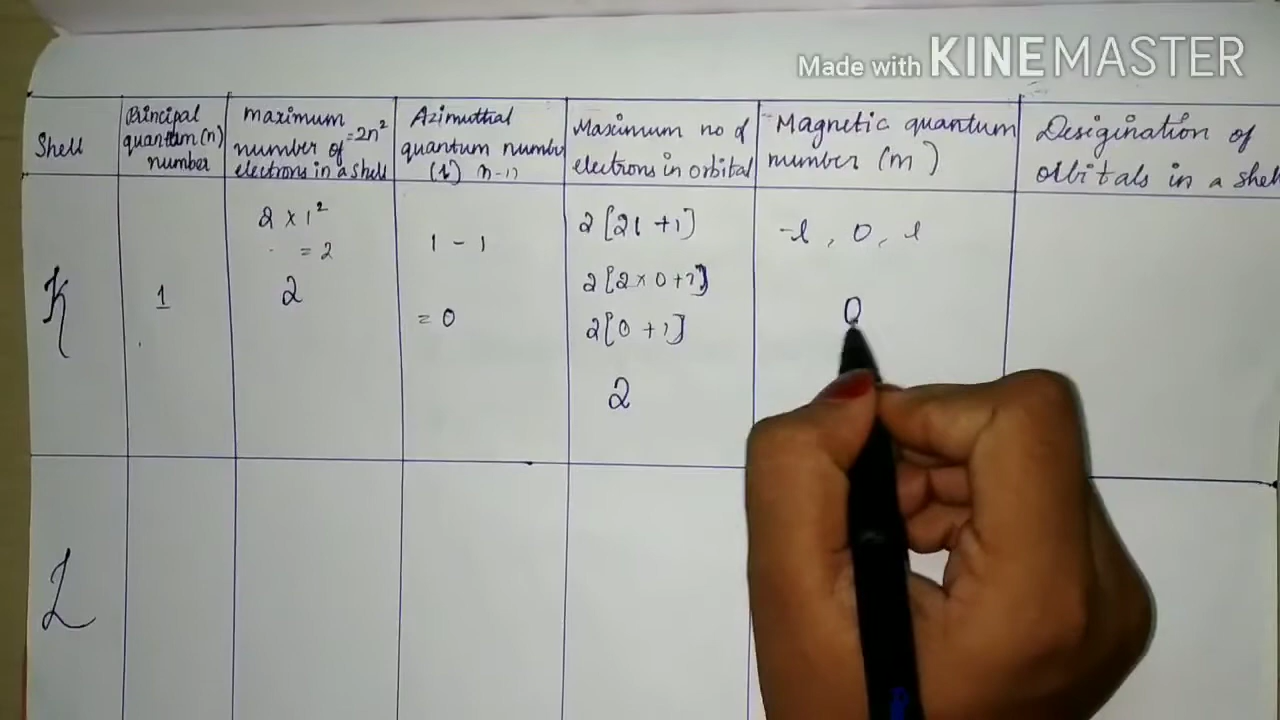 Made with KINEMASTER
Shell
Principal
quantum (n)
number
maximum
number of =2n²
electrons in a shell
Azimuthal
quantum number
(l) n-1)
Maximum no of
electrons in orbital
Magnetic quantum
number (m)
Desigination of
orbitals in a shell
K
1
2 × 1²
= 2
2
1 - 1
= 0
2[2l +1]
2[2×0+1]
2[0 +1]
2
-l, 0, l
0
L